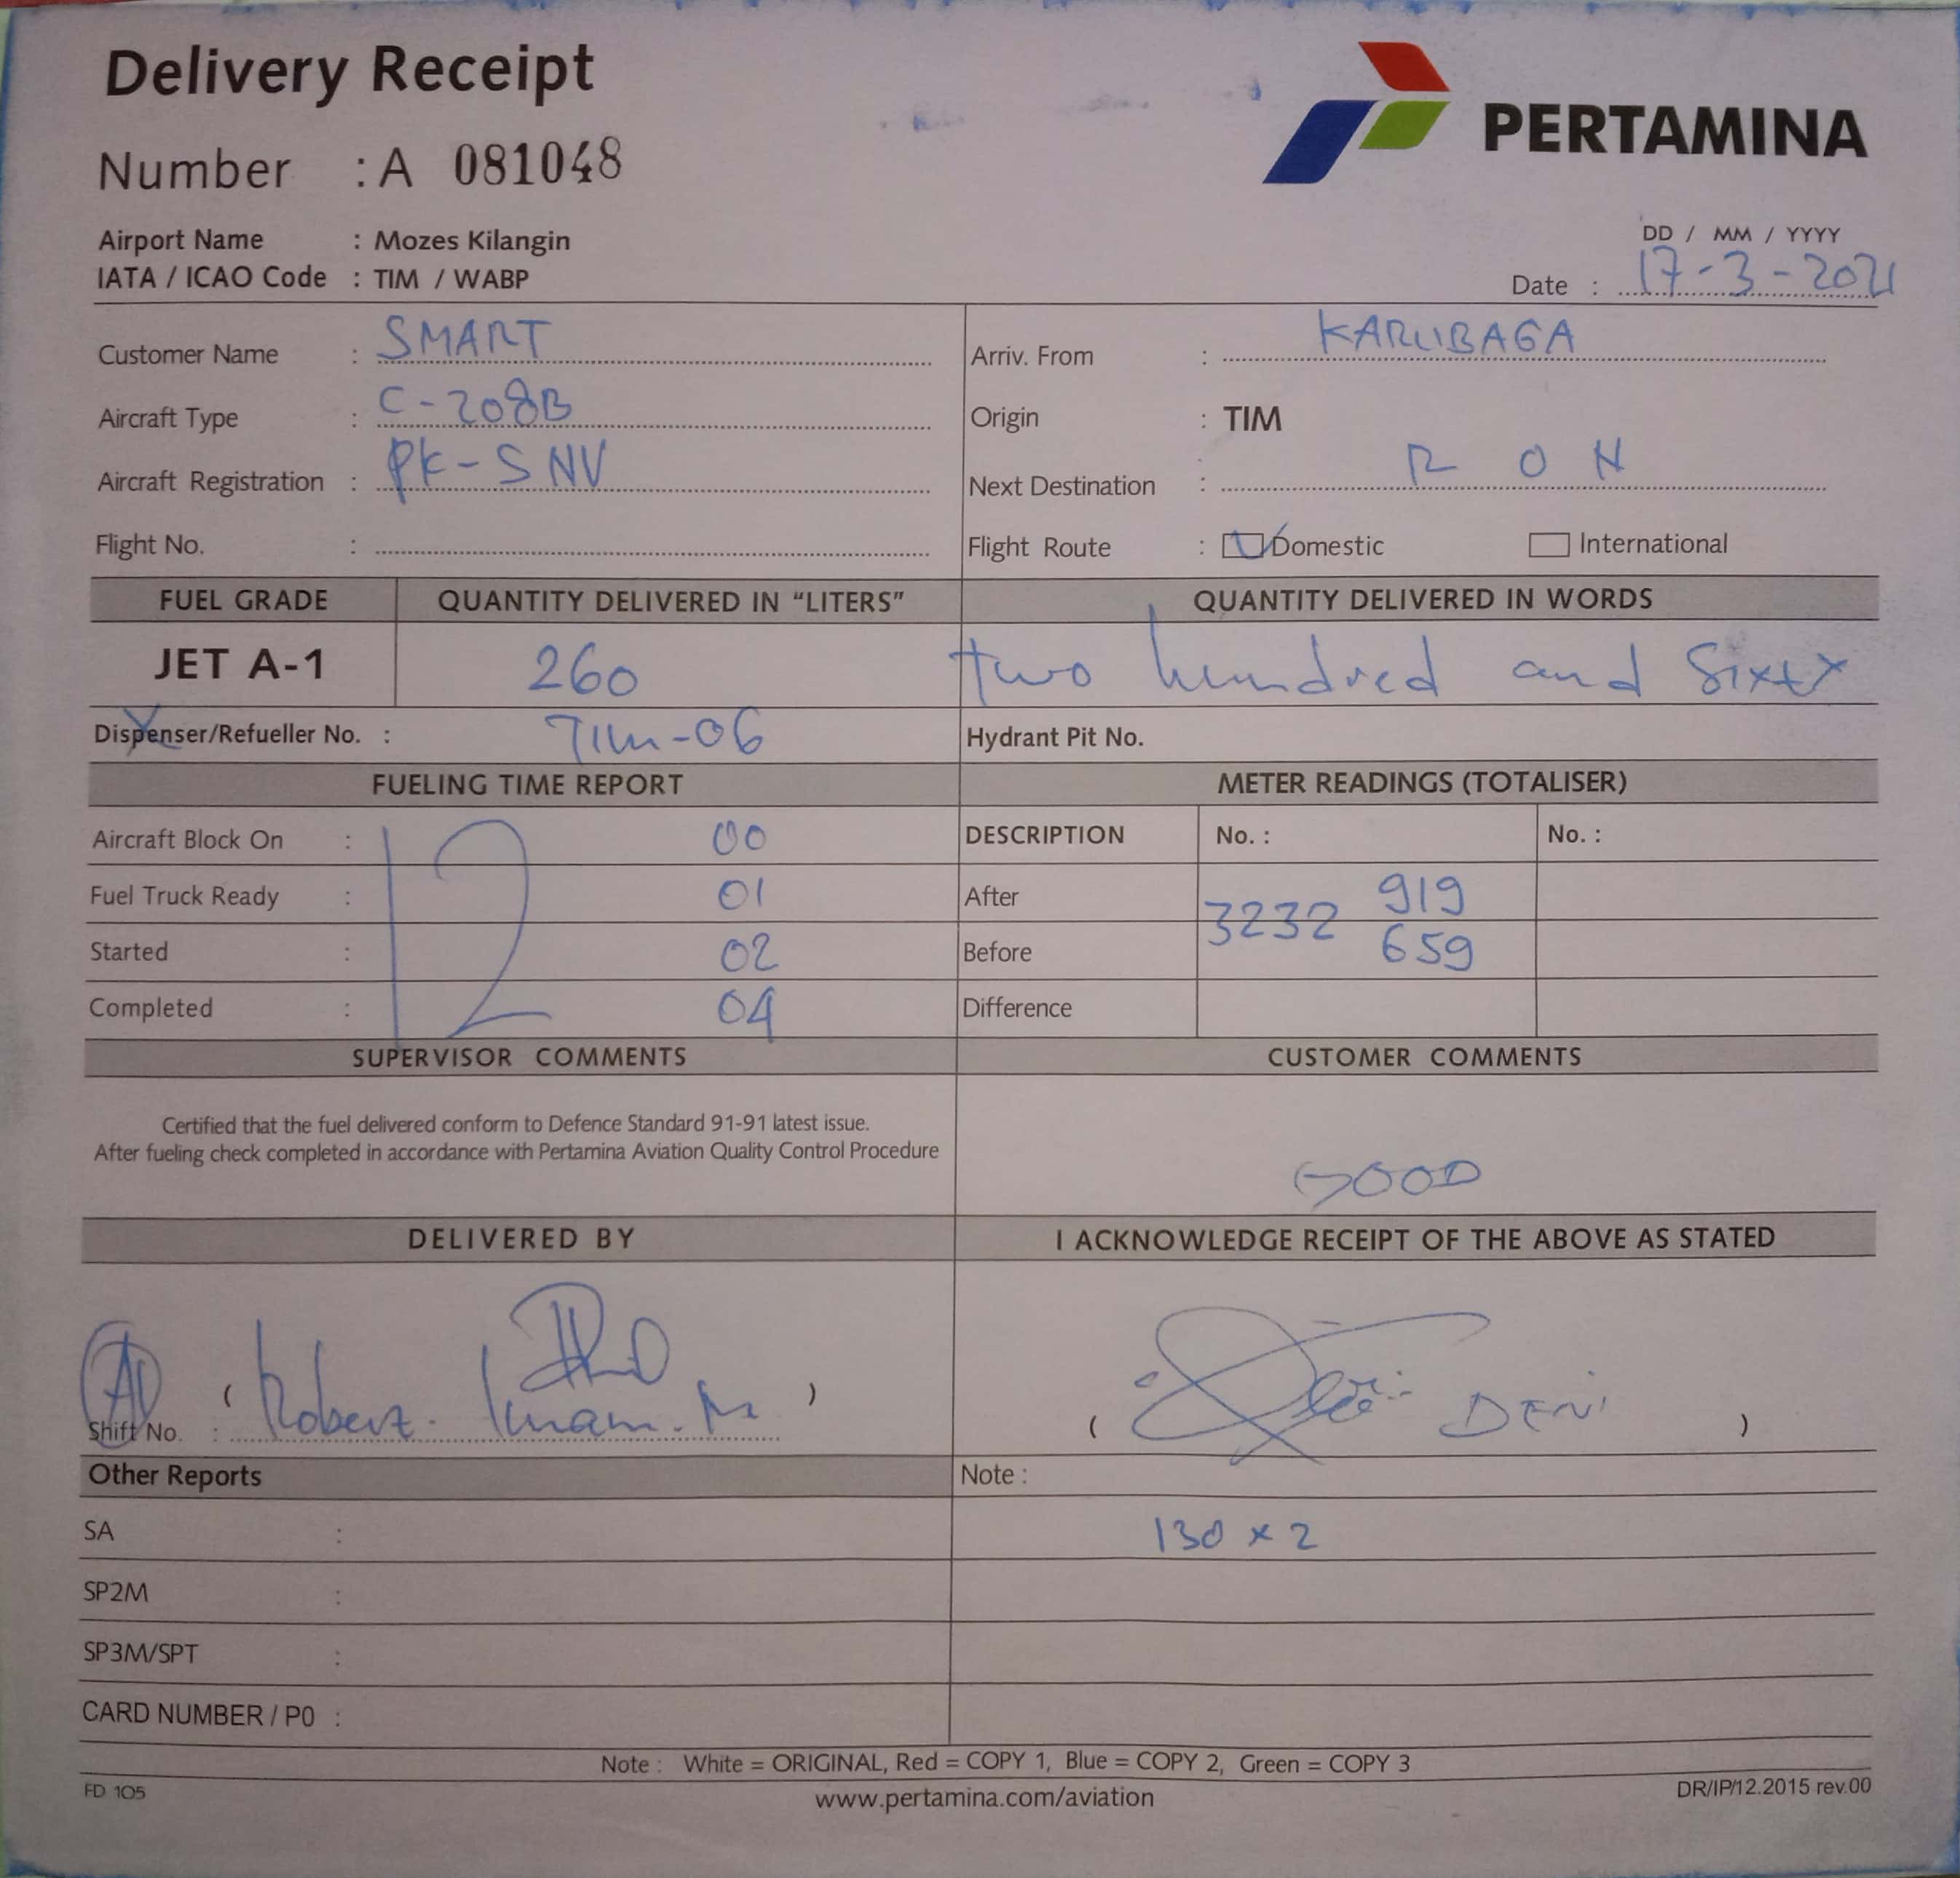 Delivery Receipt
PERTAMINA
Number : A 081048
Airport Name : Mozes Kilangin
IATA / ICAO Code : TIM / WABP
DD / MM / YYYY
Date : 17-3-2021
Customer Name : SMART
Arriv. From : KARUBAGA
Aircraft Type : C-208B
Origin : TIM
Aircraft Registration : PK-SNV
Next Destination : R O N
Flight No. :
Flight Route : Domestic International
FUEL GRADE QUANTITY DELIVERED IN “LITERS” QUANTITY DELIVERED IN WORDS
JET A-1 260 two hundred and sixty
Dispenser/Refueller No. : TIM-06 Hydrant Pit No.
FUELING TIME REPORT METER READINGS (TOTALISER)
Aircraft Block On : 12 00 DESCRIPTION No. : No. :
Fuel Truck Ready : 01 After 3232 919
Started : 02 Before 659
Completed : 04 Difference
SUPERVISOR COMMENTS CUSTOMER COMMENTS
Certified that the fuel delivered conform to Defence Standard 91-91 latest issue.
After fueling check completed in accordance with Pertamina Aviation Quality Control Procedure
GOOD
DELIVERED BY I ACKNOWLEDGE RECEIPT OF THE ABOVE AS STATED
( Robert. )
Shift No. :
( DENI )
Other Reports Note :
SA : 130 x 2
SP2M :
SP3M/SPT :
CARD NUMBER / P0 :
Note : White = ORIGINAL, Red = COPY 1, Blue = COPY 2, Green = COPY 3
FD 105 www.pertamina.com/aviation DR/IP/12.2015 rev.00